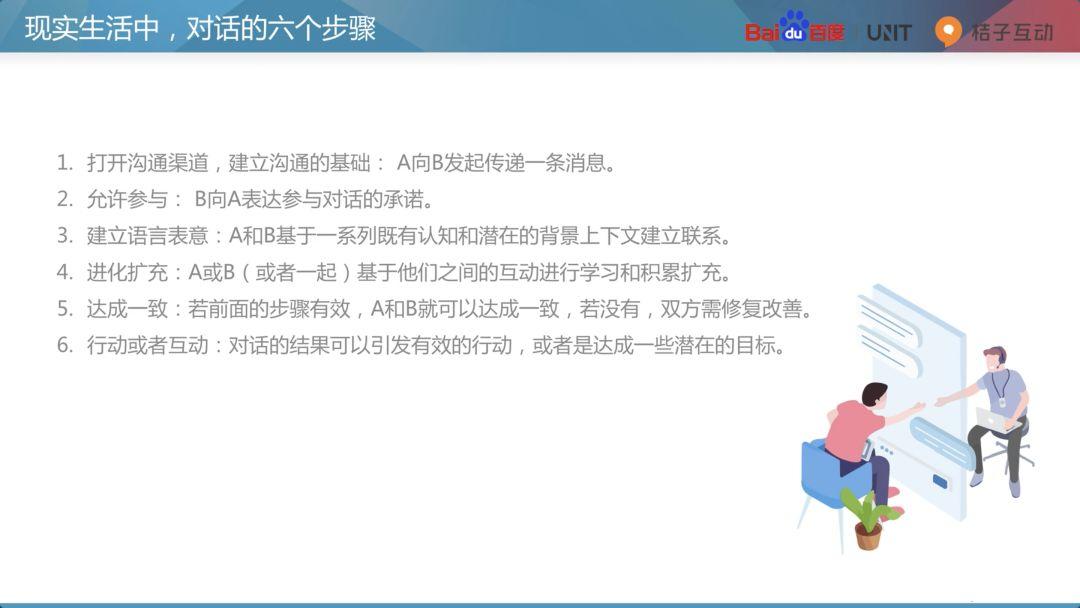 现实生活中，对话的六个步骤
Baidu百度 UNIT 桔子互动
1. 打开沟通渠道，建立沟通的基础： A向B发起传递一条消息。
2. 允许参与： B向A表达参与对话的承诺。
3. 建立语言表意：A和B基于一系列既有认知和潜在的背景上下文建立联系。
4. 进化扩充：A或B（或者一起）基于他们之间的互动进行学习和积累扩充。
5. 达成一致：若前面的步骤有效，A和B就可以达成一致，若没有，双方需修复改善。
6. 行动或者互动：对话的结果可以引发有效的行动，或者是达成一些潜在的目标。